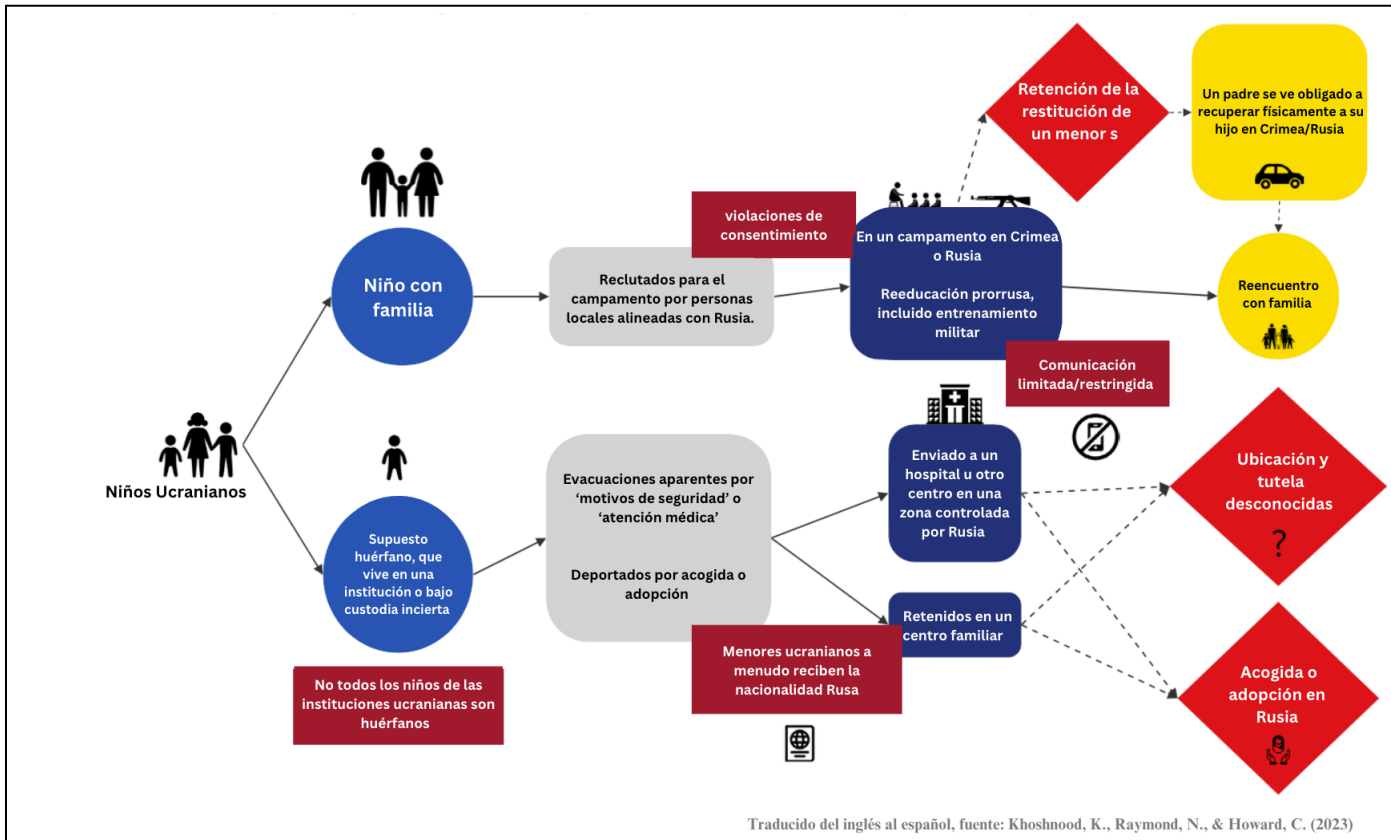 Retención de la
restitución de
un menor s
Un padre se ve obligado a
recuperar físicamente a su
hijo en Crimea/Rusia
violaciones de
consentimiento
Niño con
familia
Reclutados para el
campamento por personas
locales alineadas con Rusia.
En un campamento en Crimea
o Rusia
Reeducación prorrusa,
incluido entrenamiento
militar
Reencuentro
con familia
Comunicación
limitada/restringida
Niños Ucranianos
Supuesto
huérfano, que
vive en una
institución o bajo
custodia incierta
Evacuaciones aparentes por
‘motivos de seguridad’ o
‘atención médica’
Deportados por acogida o
adopción
Enviado a un
hospital u otro
centro en una
zona controlada
por Rusia
Ubicación y
tutela
desconocidas
?
Retenidos en un
centro familiar
No todos los niños de las
instituciones ucranianas son
huérfanos
Menores ucranianos a
menudo reciben la
nacionalidad Rusa
Acogida o
adopción en
Rusia
Traducido del inglés al español, fuente: Khoshnood, K., Raymond, N., & Howard, C. (2023)